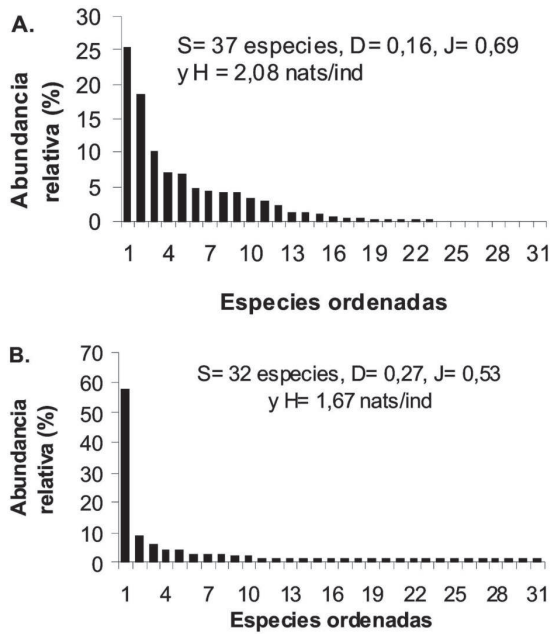 A.
S= 37 especies, D= 0,16, J= 0,69
y H = 2,08 nats/ind
Abundancia
relativa (%)
30
25
20
15
10
5
0
1 4 7 10 13 16 19 22 25 28 31
Especies ordenadas
B.
S= 32 especies, D= 0,27, J= 0,53
y H= 1,67 nats/ind
Abundancia
relativa (%)
70
60
50
40
30
20
10
0
1 4 7 10 13 16 19 22 25 28 31
Especies ordenadas